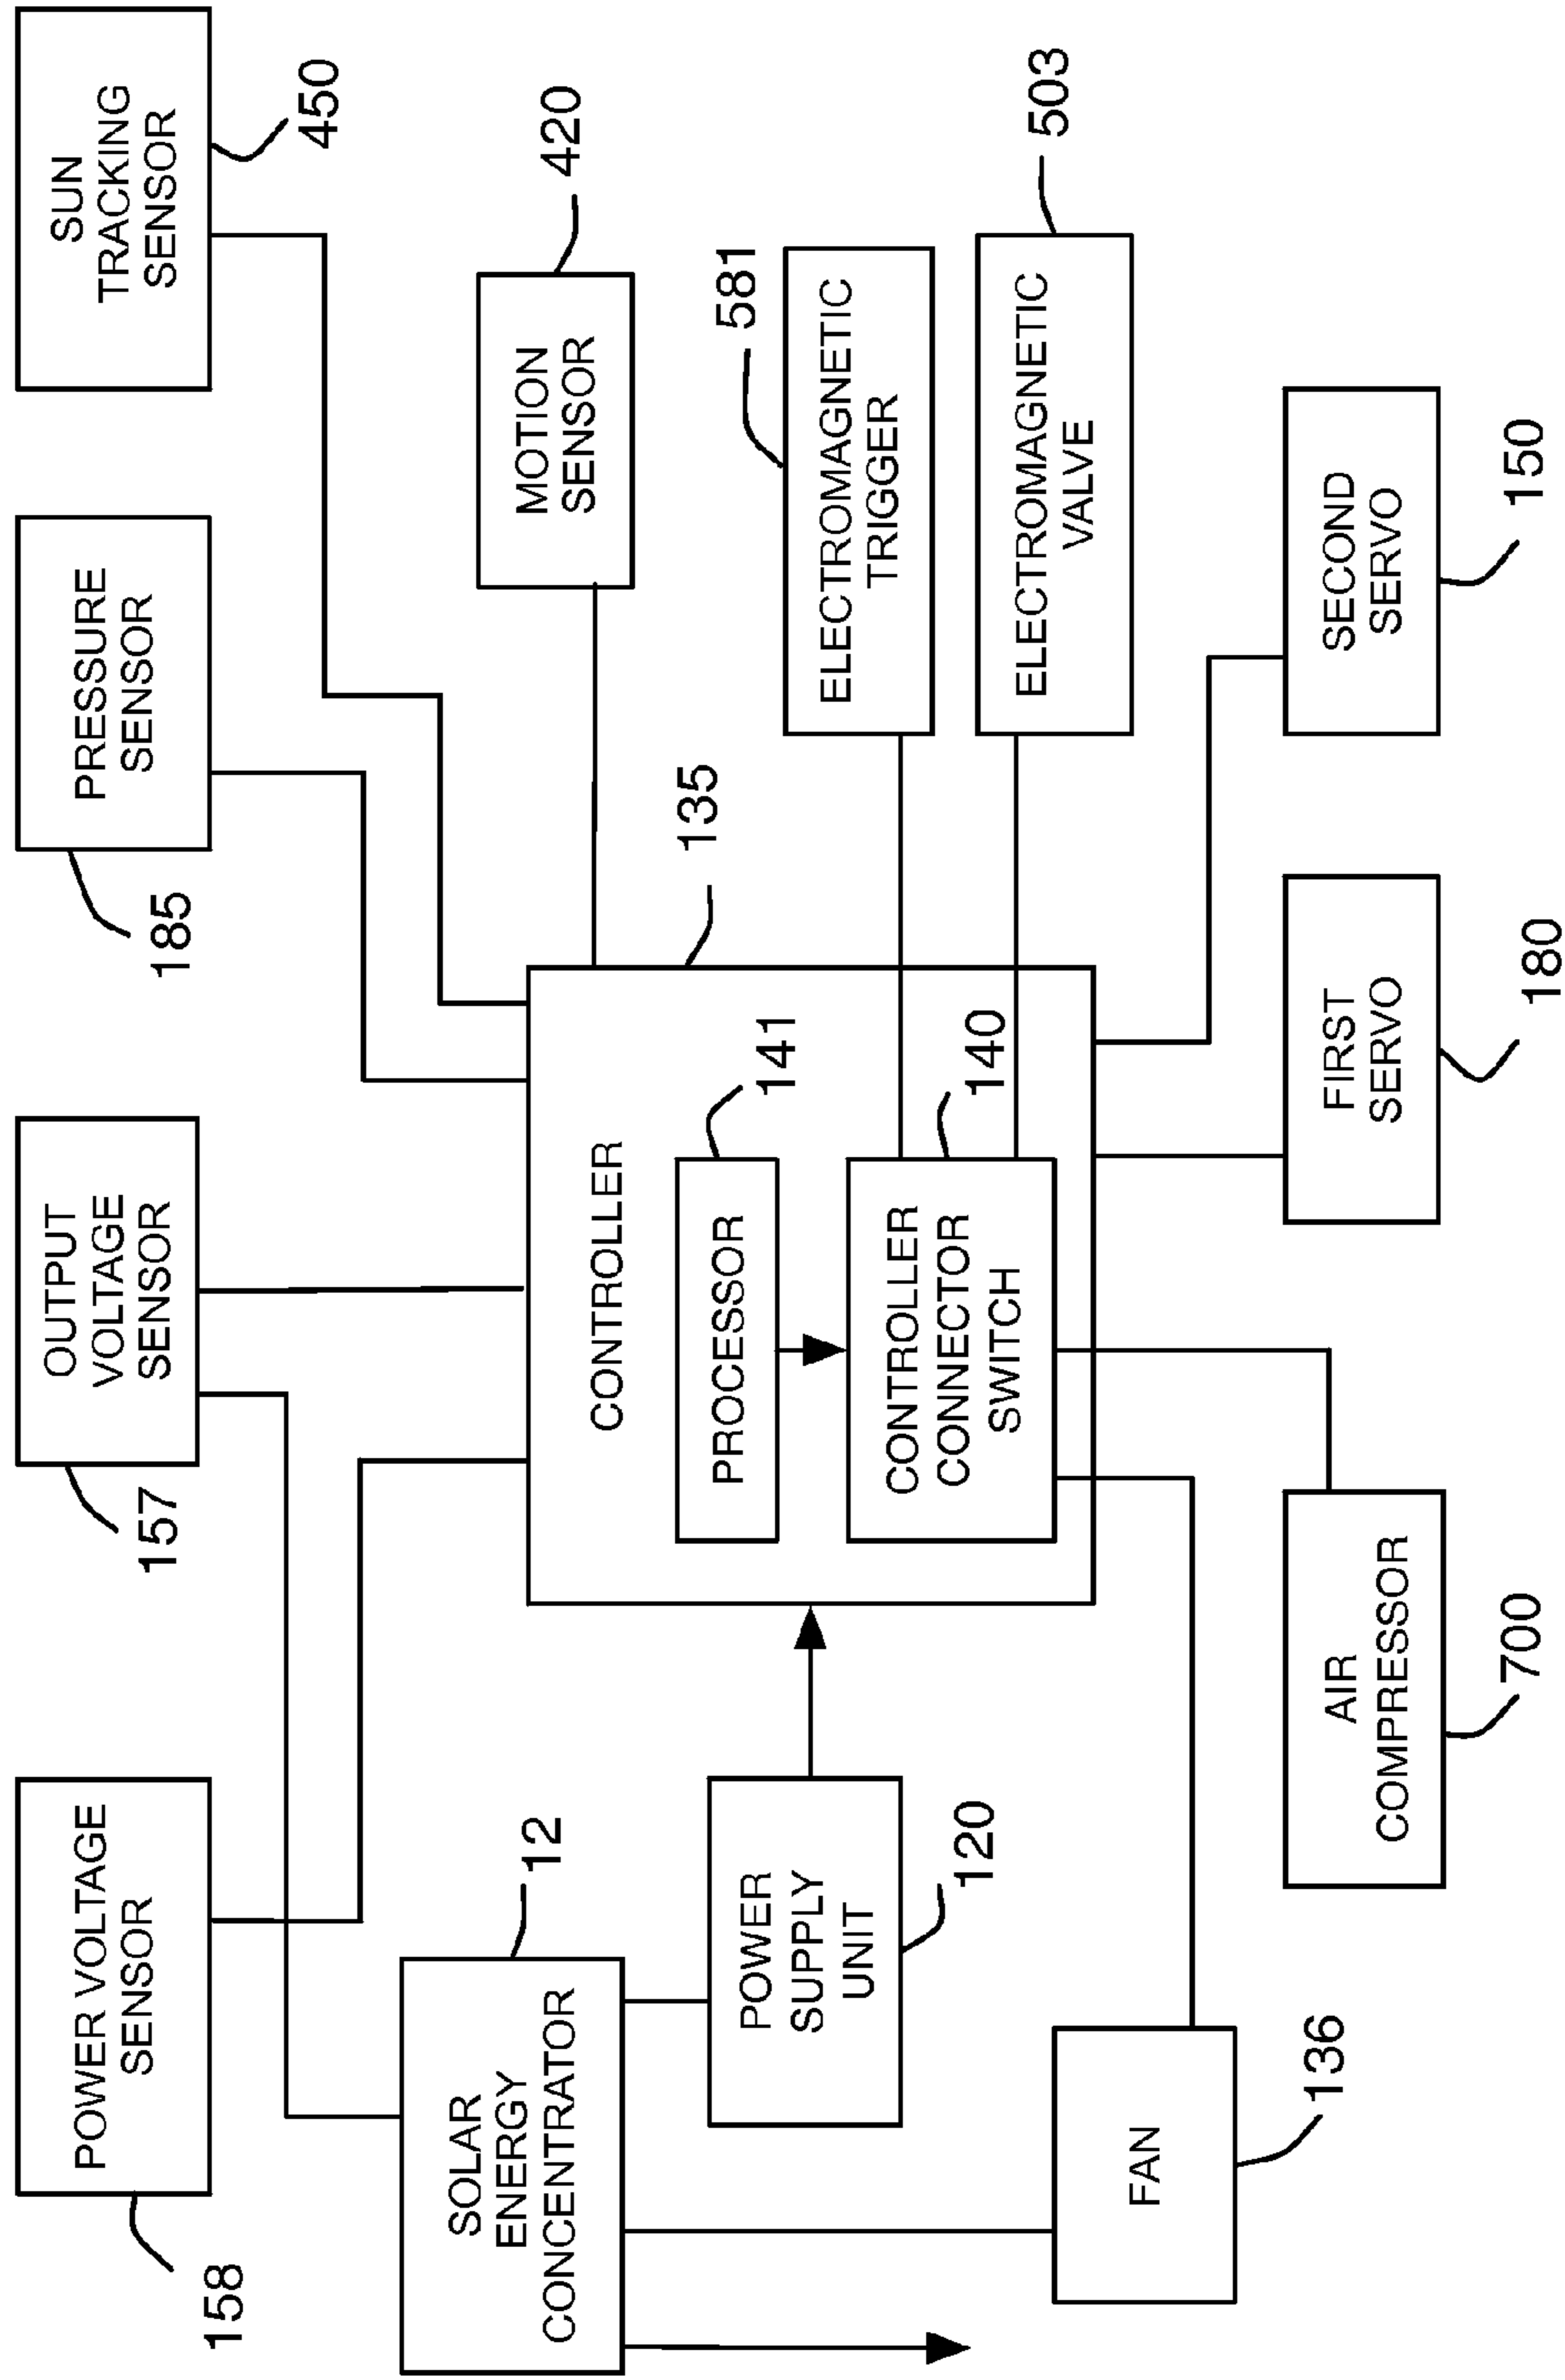 158
POWER VOLTAGE
SENSOR
157
OUTPUT
VOLTAGE
SENSOR
185
PRESSURE
SENSOR
SUN
TRACKING
SENSOR
450
SOLAR
ENERGY
CONCENTRATOR
12
MOTION
SENSOR
420
CONTROLLER
135
PROCESSOR
141
CONTROLLER
CONNECTOR
SWITCH
140
POWER
SUPPLY
UNIT
120
ELECTROMAGNETIC
TRIGGER
581
ELECTROMAGNETIC
VALVE
503
FAN
136
AIR
COMPRESSOR
700
FIRST
SERVO
180
SECOND
SERVO
150